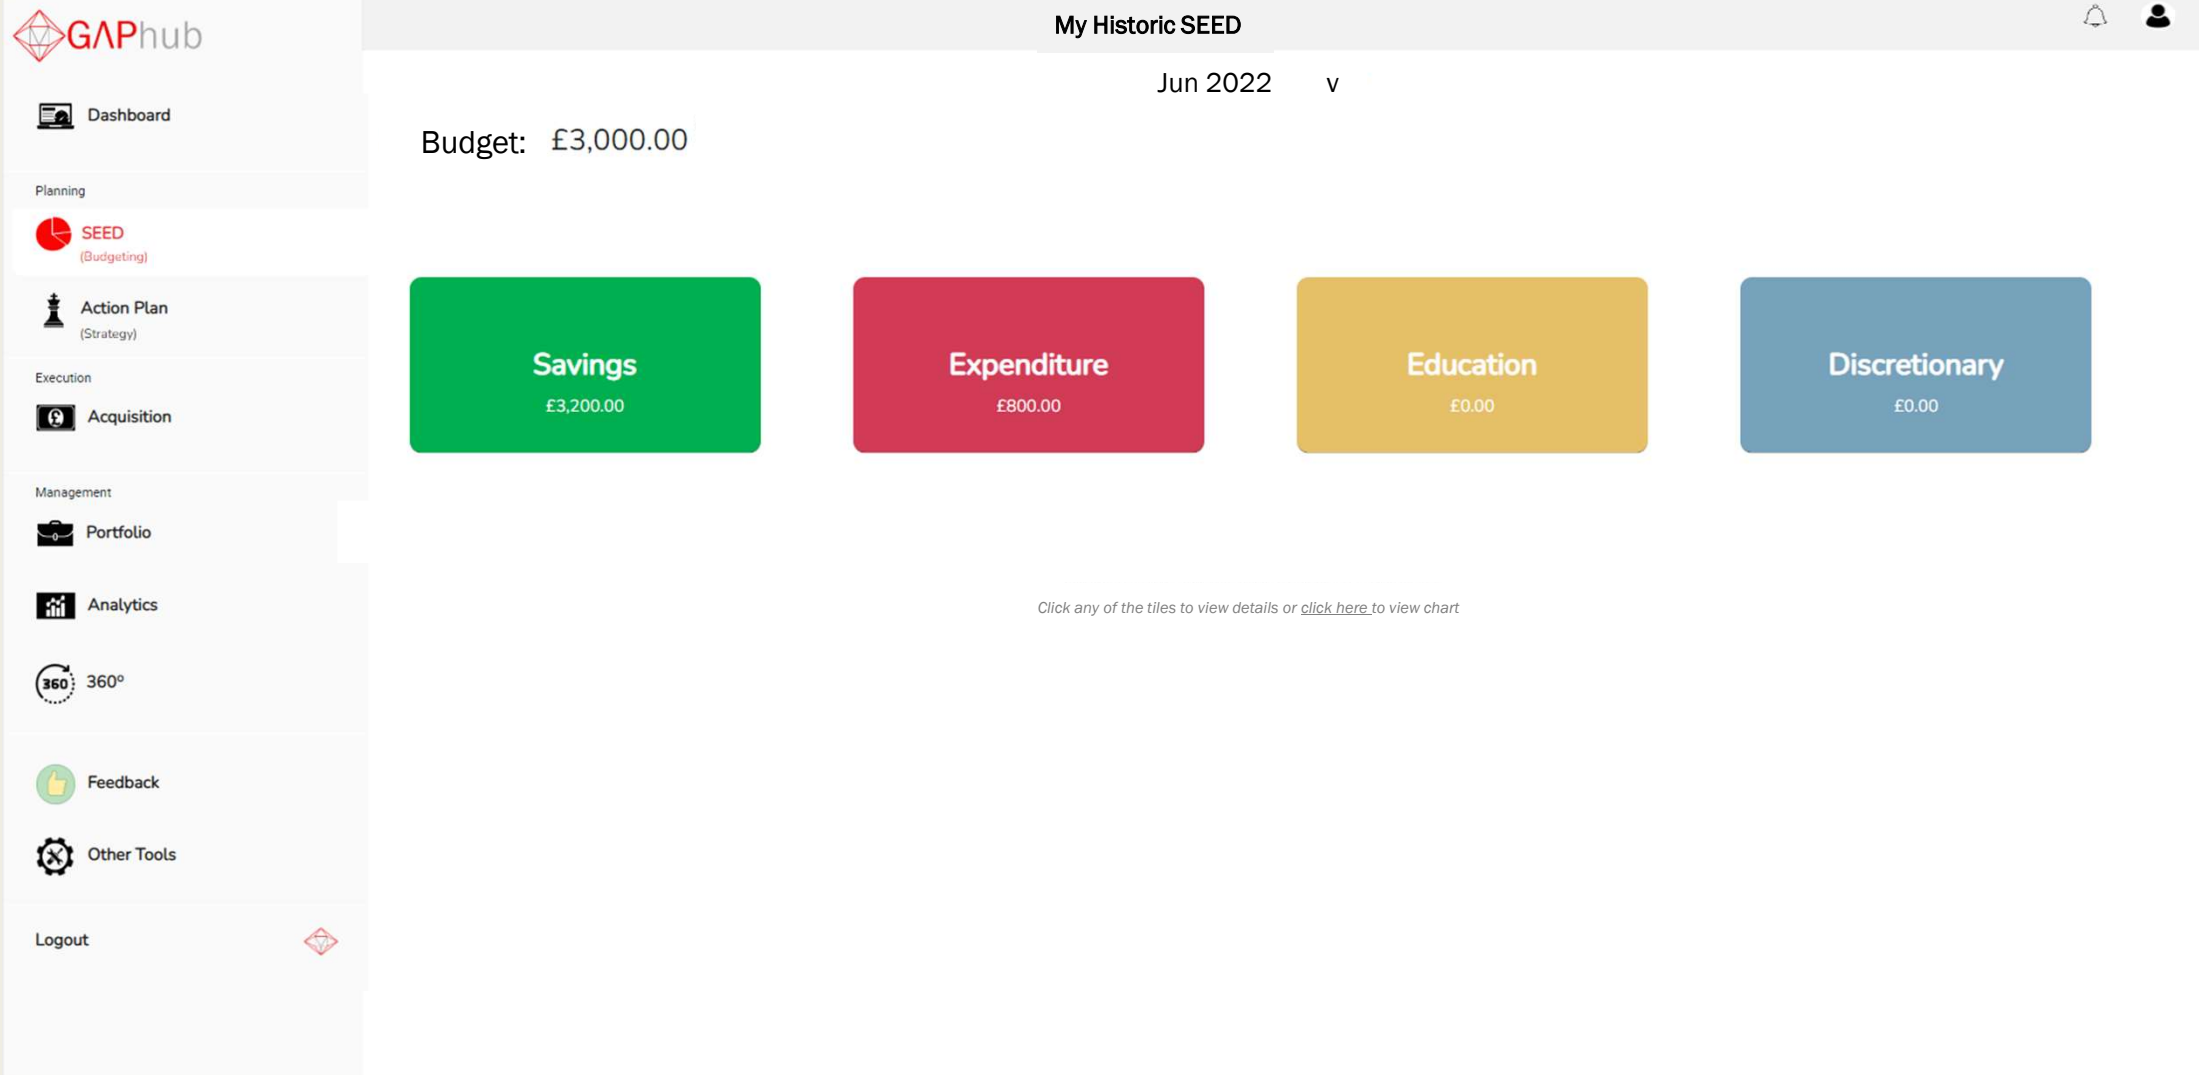 GΛPhub
My Historic SEED
Jun 2022 v
Budget: £3,000.00
Dashboard
Planning
SEED
(Budgeting)
Action Plan
(Strategy)
Execution
Acquisition
Management
Portfolio
Analytics
360 360º
Feedback
Other Tools
Logout
Savings
£3,200.00
Expenditure
£800.00
Education
£0.00
Discretionary
£0.00
Click any of the tiles to view details or click here to view chart